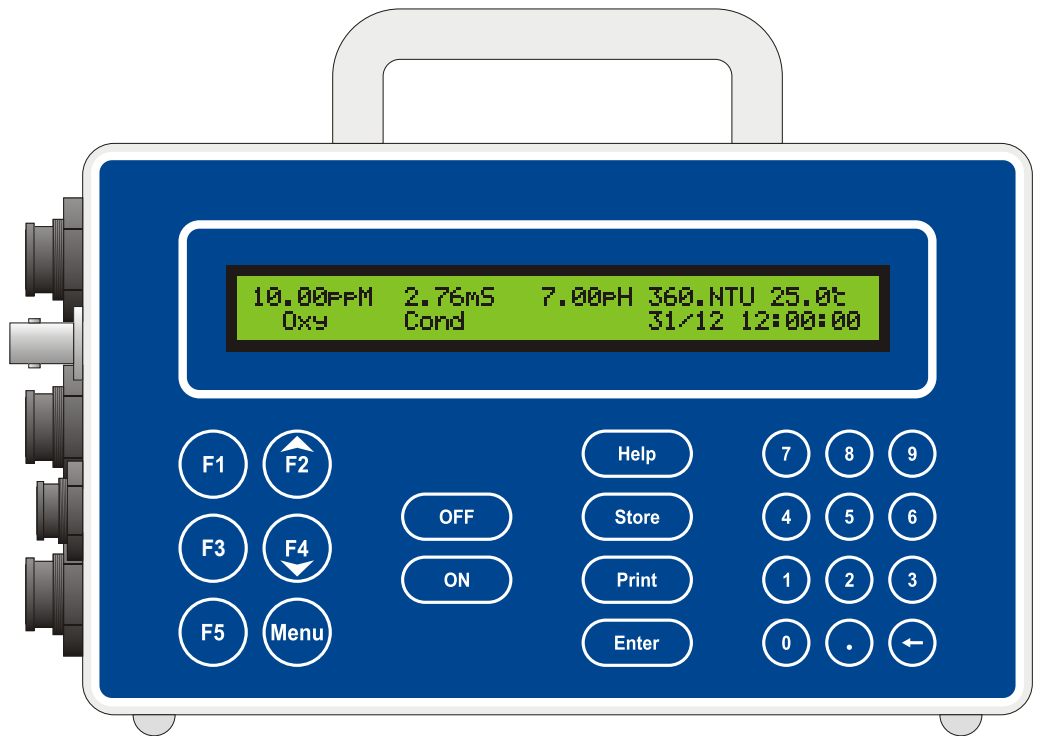 10.00ppM 2.76mS 7.00pH 360.NTU 25.0℃
Oxy Cond 31/12 12:00:00
F1 F2 Help 7 8 9
OFF Store 4 5 6
F3 F4
ON Print 1 2 3
F5 Menu Enter 0 . ←